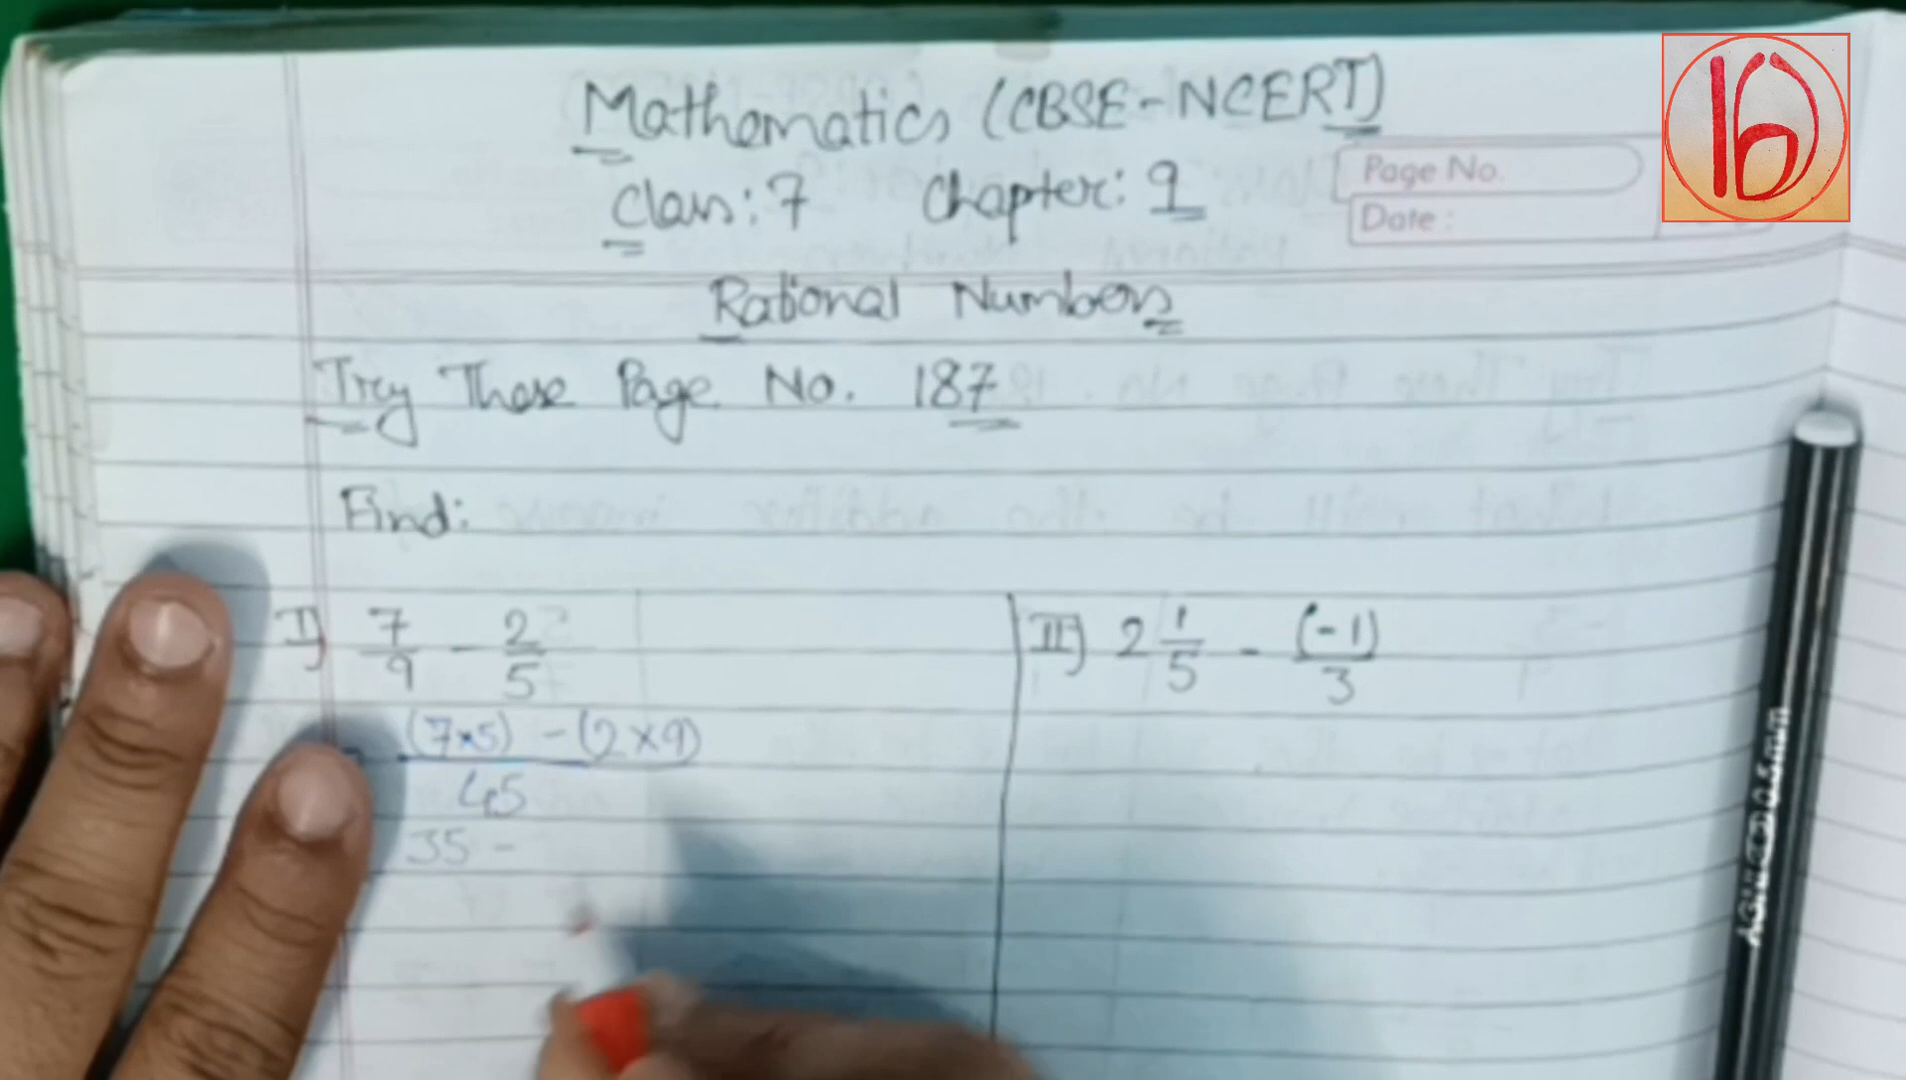 Mathematics (CBSE-NCERT)
Class: 7 Chapter: 9
Page No.
Date:
Rational Numbers
Try These Page No. 187
Find:
I) 7/9 - 2/5
= (7×5) - (2×9) / 45
35 -
II) 2 1/5 - (-1)/3